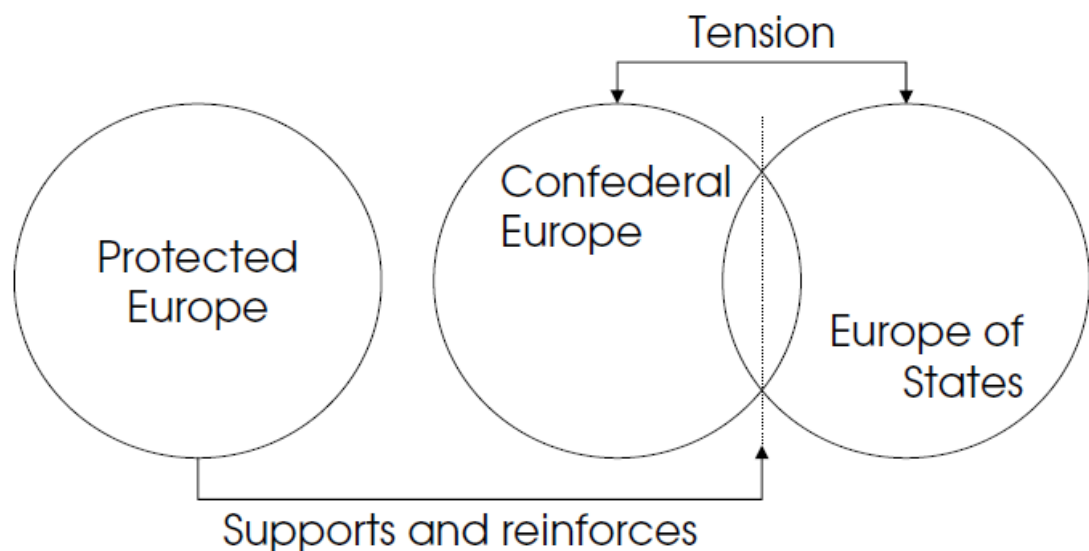 Tension
Protected
Europe
Confederal
Europe
Europe of
States
Supports and reinforces